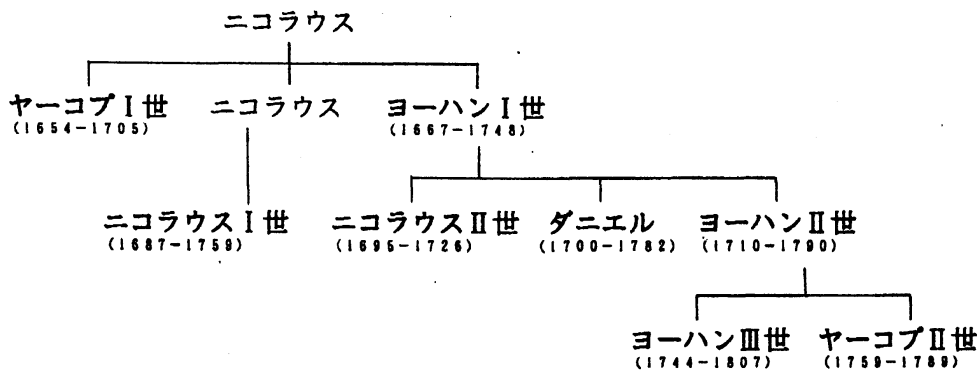 ニコラウス
ヤーコプⅠ世 ニコラウス ヨーハンⅠ世
(1654-1705) (1667-1748)
ニコラウスⅠ世 ニコラウスⅡ世 ダニエル ヨーハンⅡ世
(1687-1759) (1695-1726) (1700-1782) (1710-1790)
ヨーハンⅢ世 ヤーコプⅡ世
(1744-1807) (1759-1789)